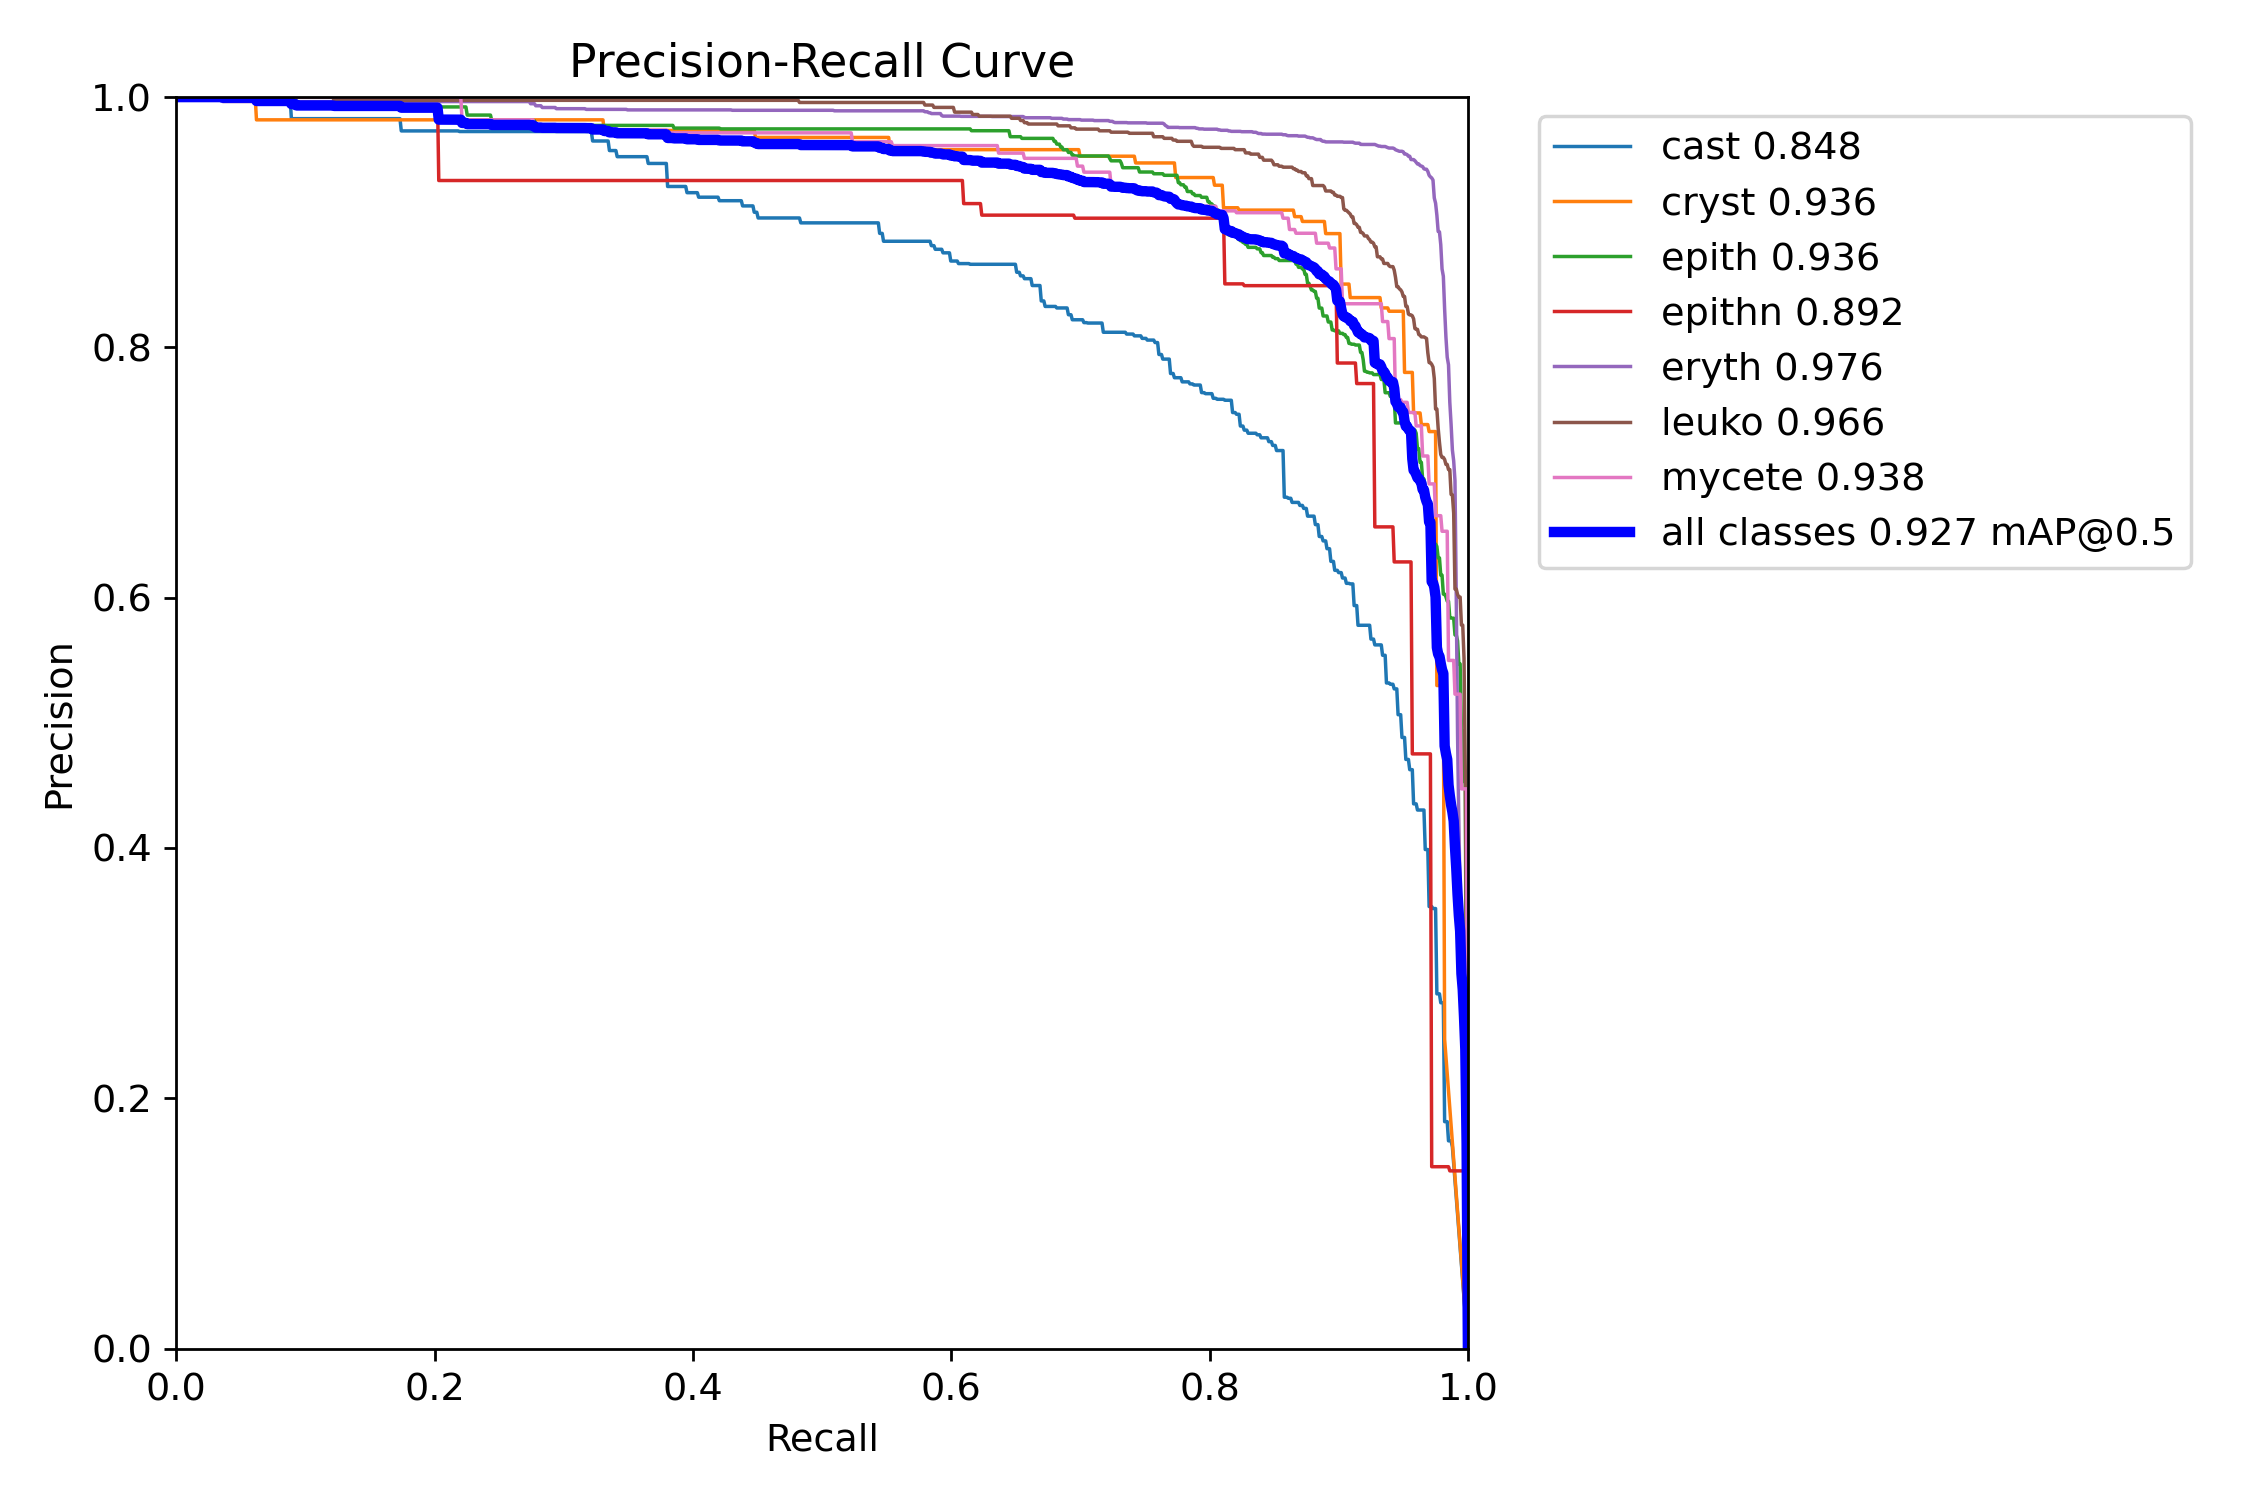 Precision-Recall Curve
1.0
0.8
0.6
0.4
0.2
0.0
Precision
0.0 0.2 0.4 0.6 0.8 1.0
Recall
cast 0.848
cryst 0.936
epith 0.936
epithn 0.892
eryth 0.976
leuko 0.966
mycete 0.938
all classes 0.927 mAP@0.5